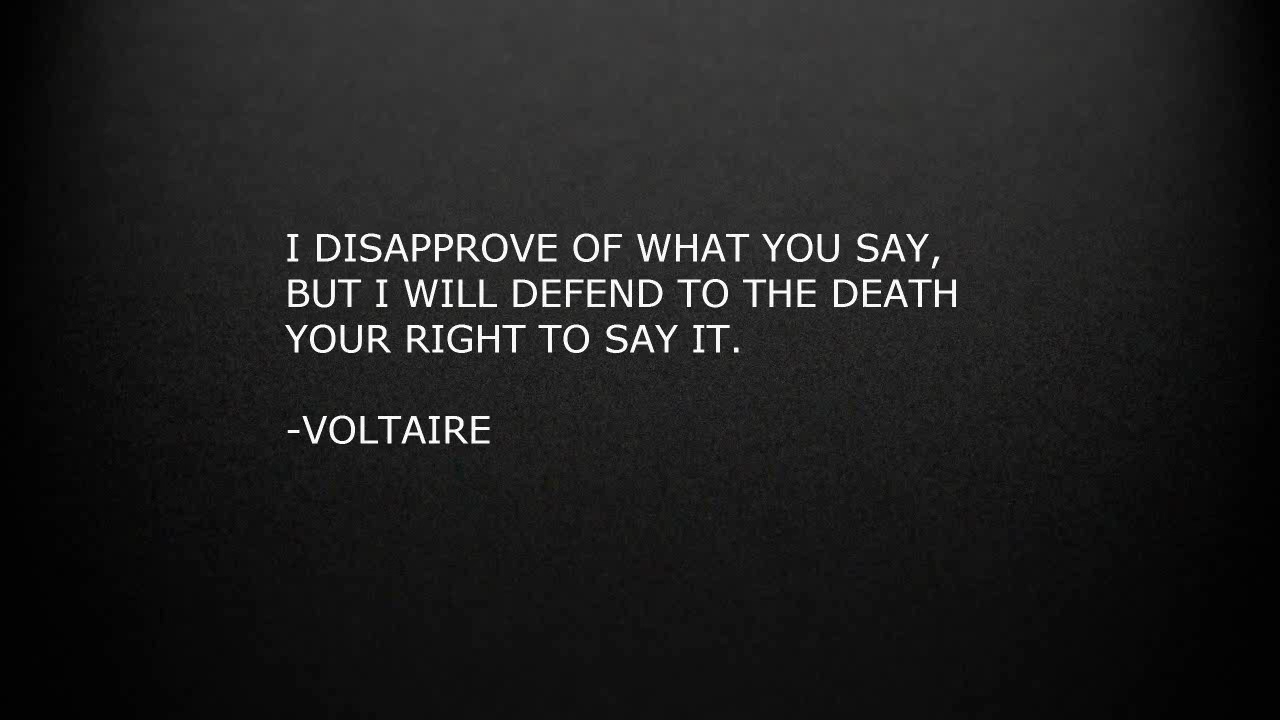 I DISAPPROVE OF WHAT YOU SAY,
BUT I WILL DEFEND TO THE DEATH
YOUR RIGHT TO SAY IT.
-VOLTAIRE